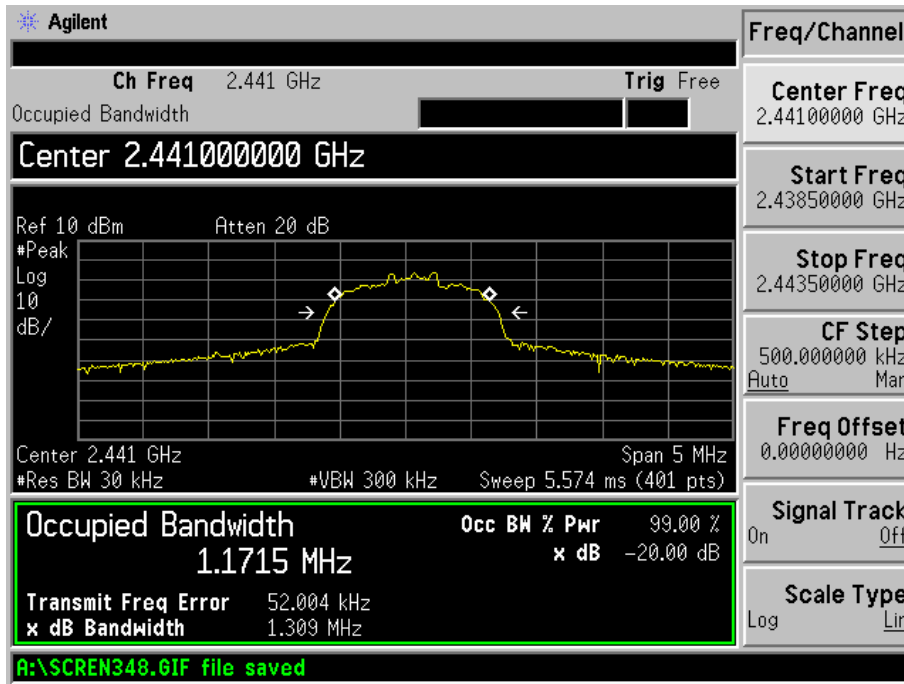 Agilent
Ch Freq 2.441 GHz Trig Free
Occupied Bandwidth
Center 2.441000000 GHz
Ref 10 dBm Atten 20 dB
#Peak
Log
10
dB/
Center 2.441 GHz Span 5 MHz
#Res BW 30 kHz #VBW 300 kHz Sweep 5.574 ms (401 pts)
Occupied Bandwidth Occ BW % Pwr 99.00 %
1.1715 MHz x dB -20.00 dB
Transmit Freq Error 52.004 kHz
x dB Bandwidth 1.309 MHz
A:\SCREN348.GIF file saved
Freq/Channel
Center Freq
2.44100000 GHz
Start Freq
2.43850000 GHz
Stop Freq
2.44350000 GHz
CF Step
500.000000 kHz
Auto Man
Freq Offset
0.00000000 Hz
Signal Track
On Off
Scale Type
Log Lin